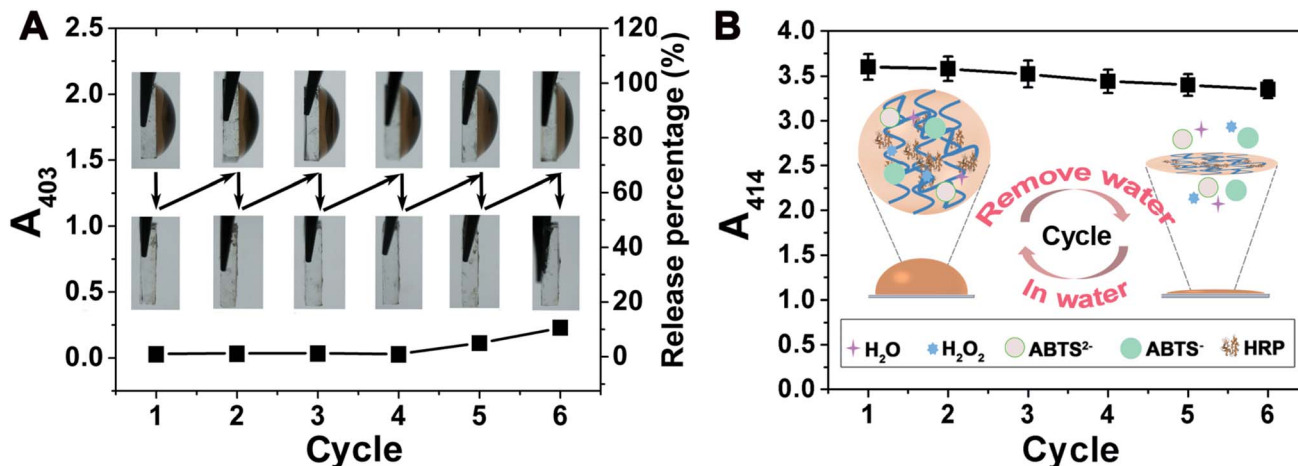 A
B
2.5
2.0
1.5
1.0
0.5
0.0
A403
120
100
80
60
40
20
0
Release percentage (%)
1 2 3 4 5 6
Cycle
4.0
3.5
3.0
2.5
2.0
1.5
1.0
0.5
0.0
A414
Remove water
Cycle
In water
H2O H2O2 ABTS2- ABTS- HRP
1 2 3 4 5 6
Cycle